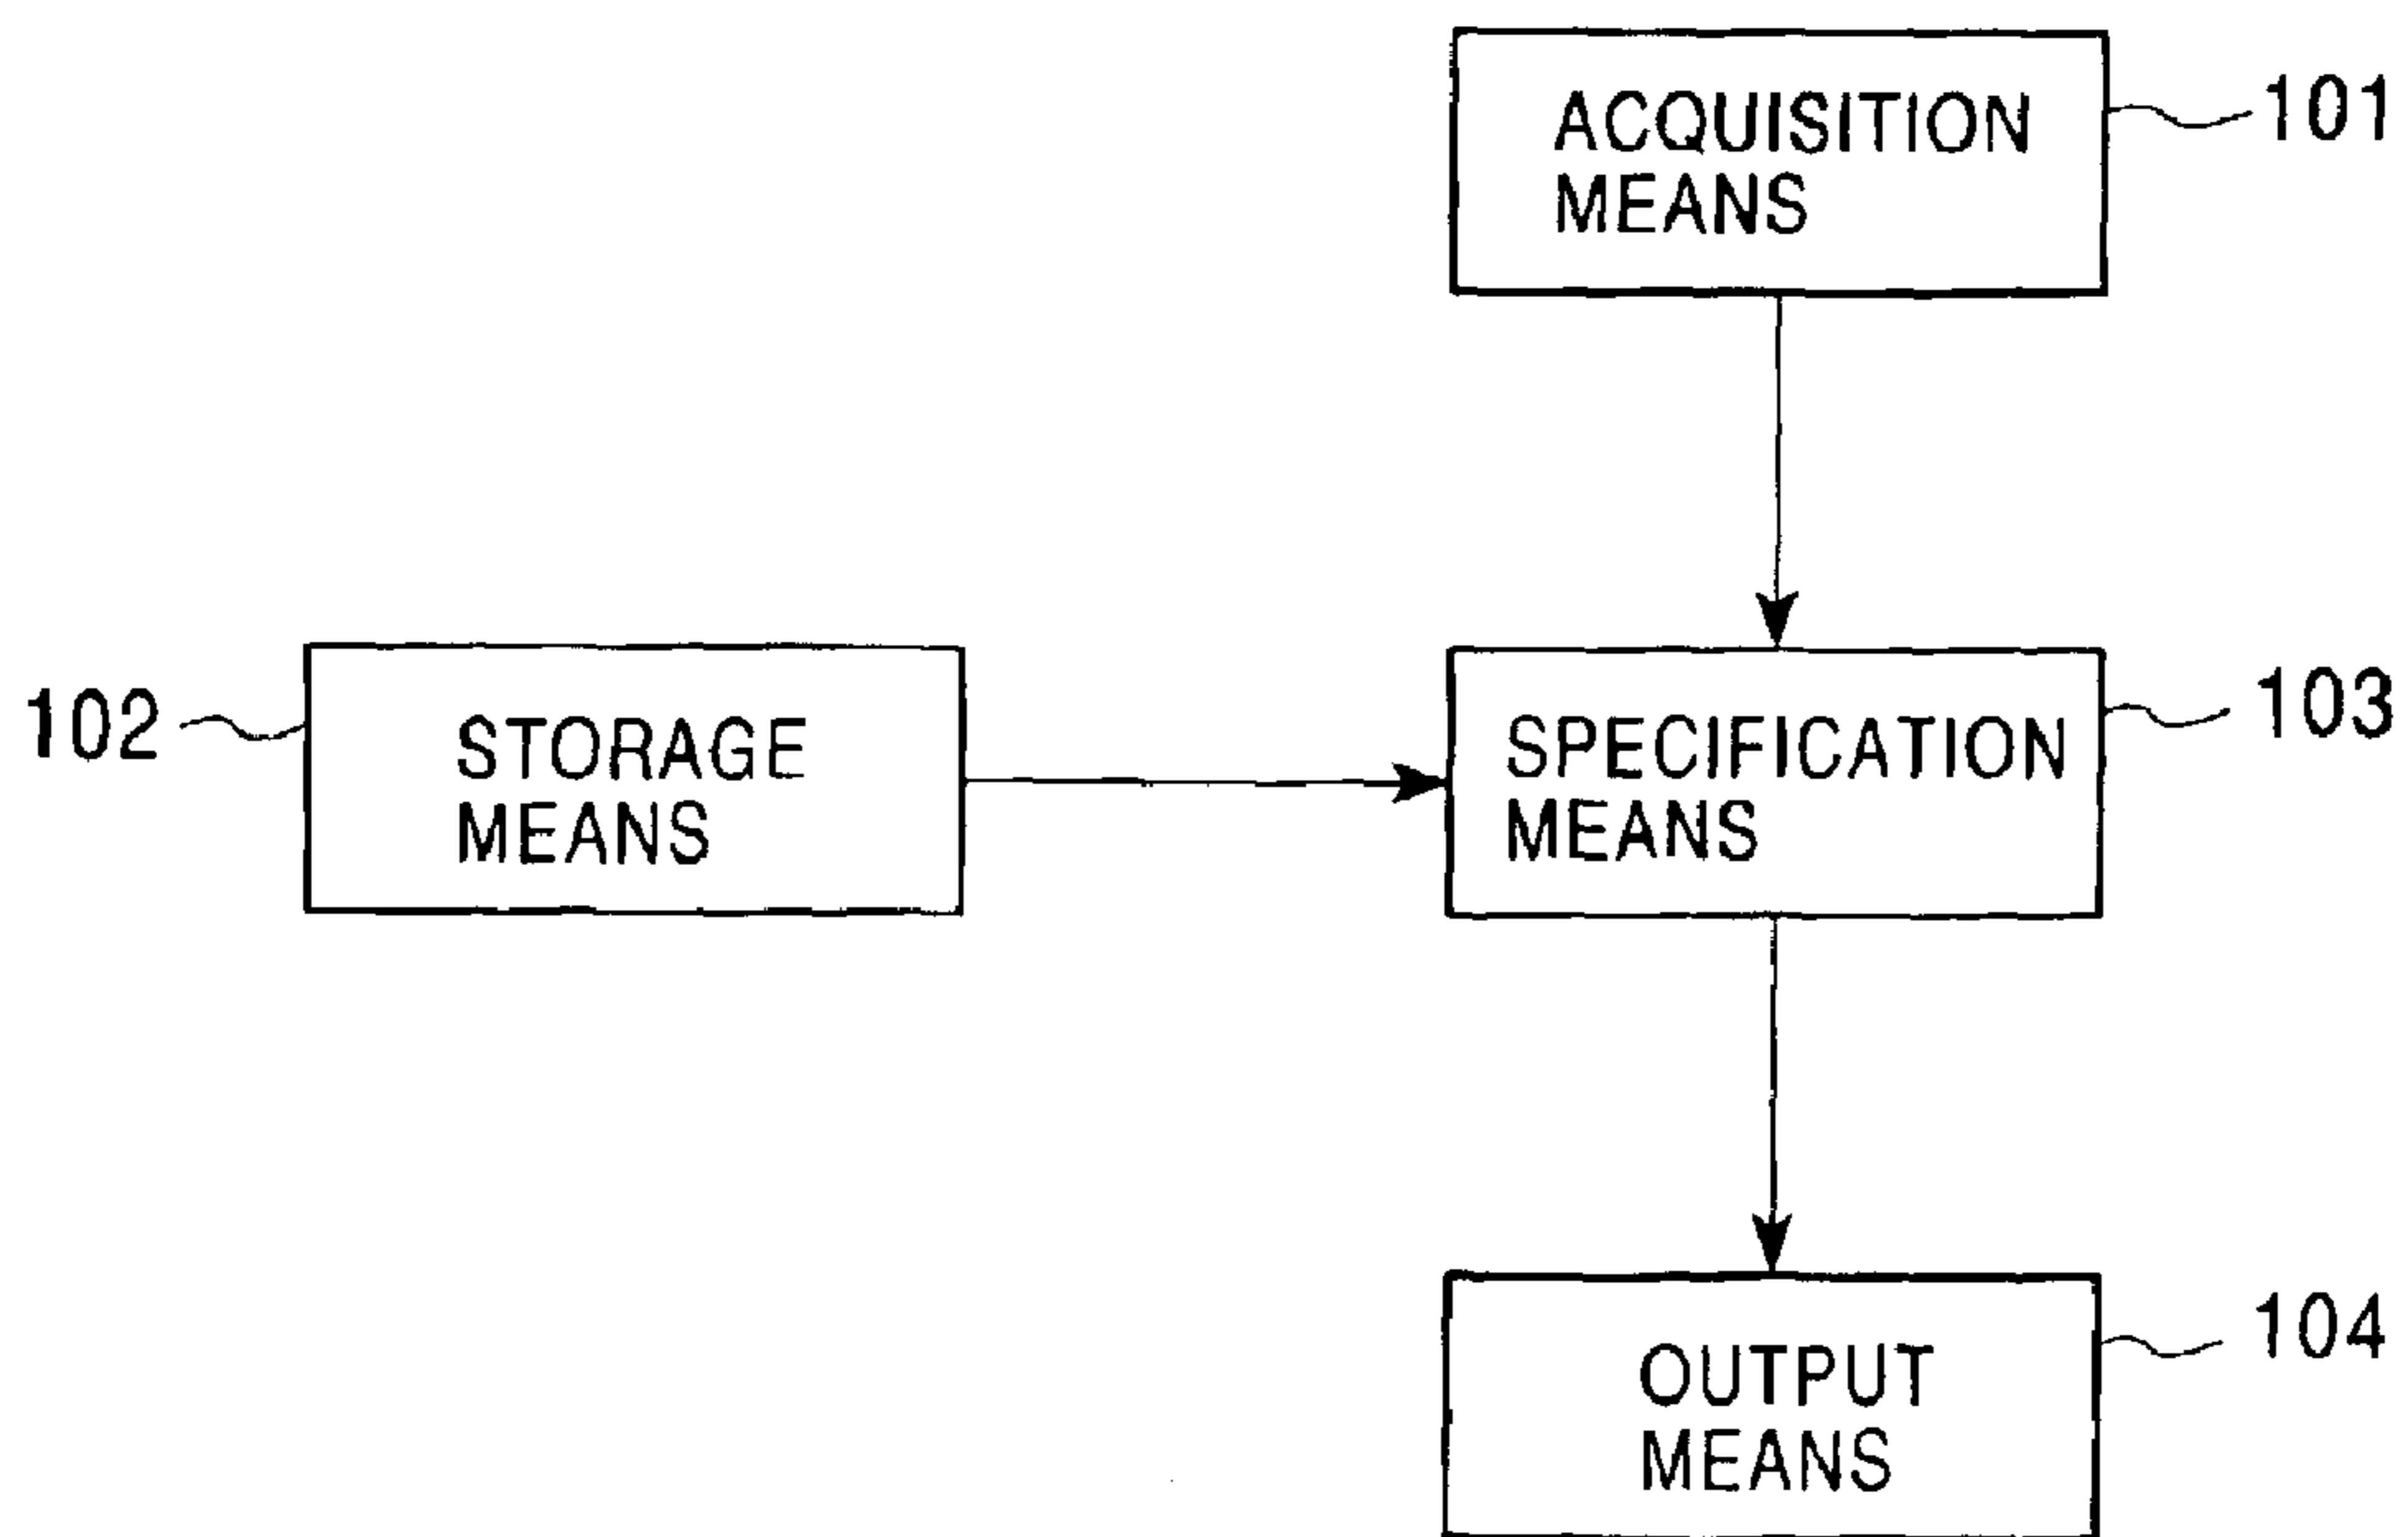 ACQUISITION
MEANS
101
102
STORAGE
MEANS
SPECIFICATION
MEANS
103
OUTPUT
MEANS
104